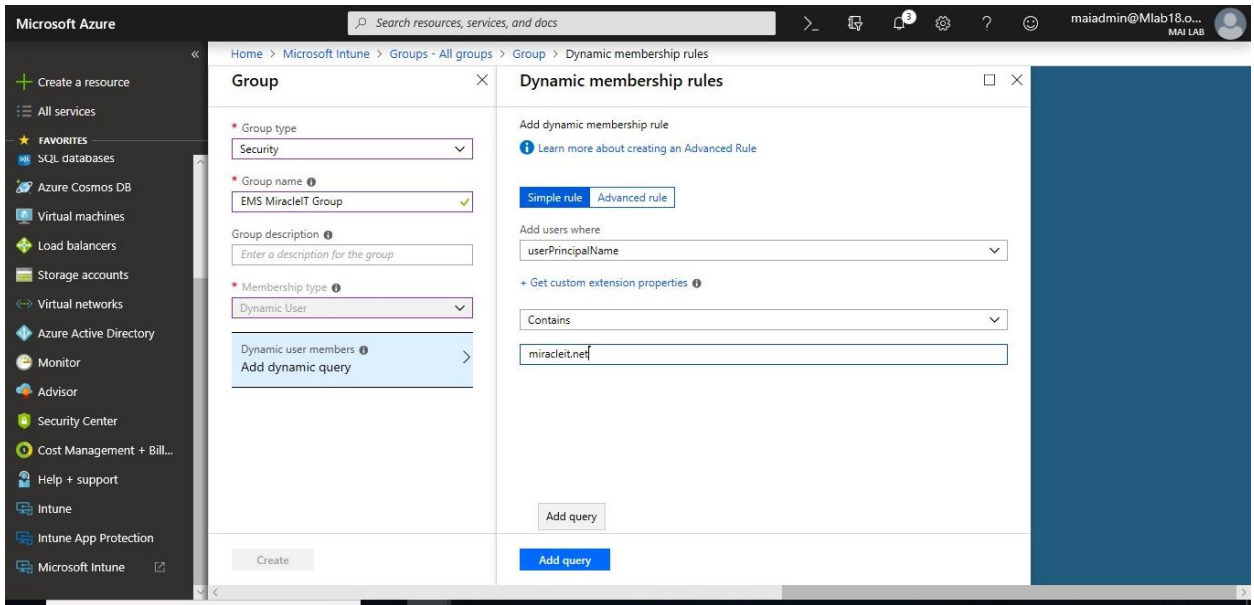 Microsoft Azure
Search resources, services, and docs
maiadmin@Mlab18.o...
MAI LAB
3
Home > Microsoft Intune > Groups - All groups > Group > Dynamic membership rules
Create a resource
All services
FAVORITES
SQL databases
Azure Cosmos DB
Virtual machines
Load balancers
Storage accounts
Virtual networks
Azure Active Directory
Monitor
Advisor
Security Center
Cost Management + Bill...
Help + support
Intune
Intune App Protection
Microsoft Intune
Group
* Group type
Security
* Group name
EMS MiracleIT Group
Group description
Enter a description for the group
* Membership type
Dynamic User
Dynamic user members
Add dynamic query
Create
Dynamic membership rules
Add dynamic membership rule
Learn more about creating an Advanced Rule
Simple rule Advanced rule
Add users where
userPrincipalName
+ Get custom extension properties
Contains
miracleit.net
Add query
Add query